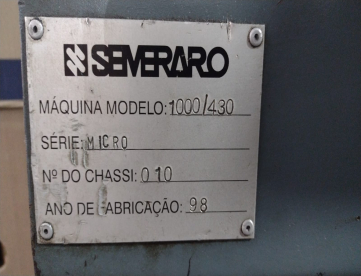 SEMERARO
MÁQUINA MODELO: 1000/430
SÉRIE: MICRO
Nº DO CHASSI: 010
ANO DE FABRICAÇÃO: 98